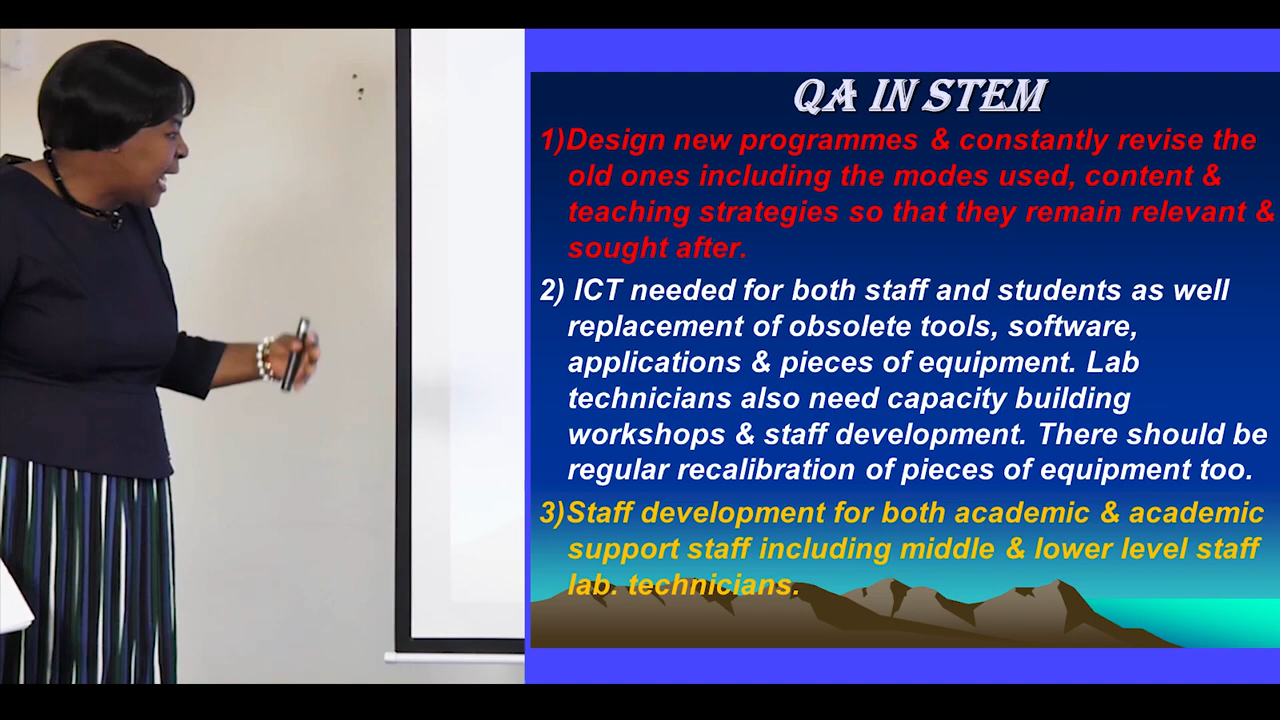 QA IN STEM
1)Design new programmes & constantly revise the
old ones including the modes used, content &
teaching strategies so that they remain relevant &
sought after.
2) ICT needed for both staff and students as well
replacement of obsolete tools, software,
applications & pieces of equipment. Lab
technicians also need capacity building
workshops & staff development. There should be
regular recalibration of pieces of equipment too.
3)Staff development for both academic & academic
support staff including middle & lower level staff
lab. technicians.